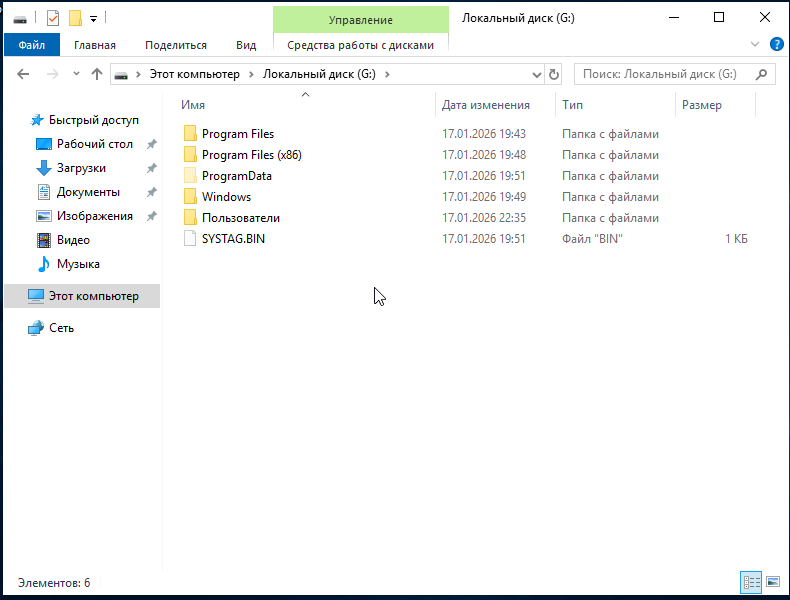 Управление
Локальный диск (G:)
Файл
Главная
Поделиться
Вид
Средства работы с дисками
?
Этот компьютер
Локальный диск (G:)
Поиск: Локальный диск (G:)
Быстрый доступ
Рабочий стол
Загрузки
Документы
Изображения
Видео
Музыка
Этот компьютер
Сеть
Имя Дата изменения Тип Размер
Program Files 17.01.2026 19:43 Папка с файлами
Program Files (x86) 17.01.2026 19:48 Папка с файлами
ProgramData 17.01.2026 19:51 Папка с файлами
Windows 17.01.2026 19:49 Папка с файлами
Пользователи 17.01.2026 22:35 Папка с файлами
SYSTAG.BIN 17.01.2026 19:51 Файл "BIN" 1 КБ
Элементов: 6